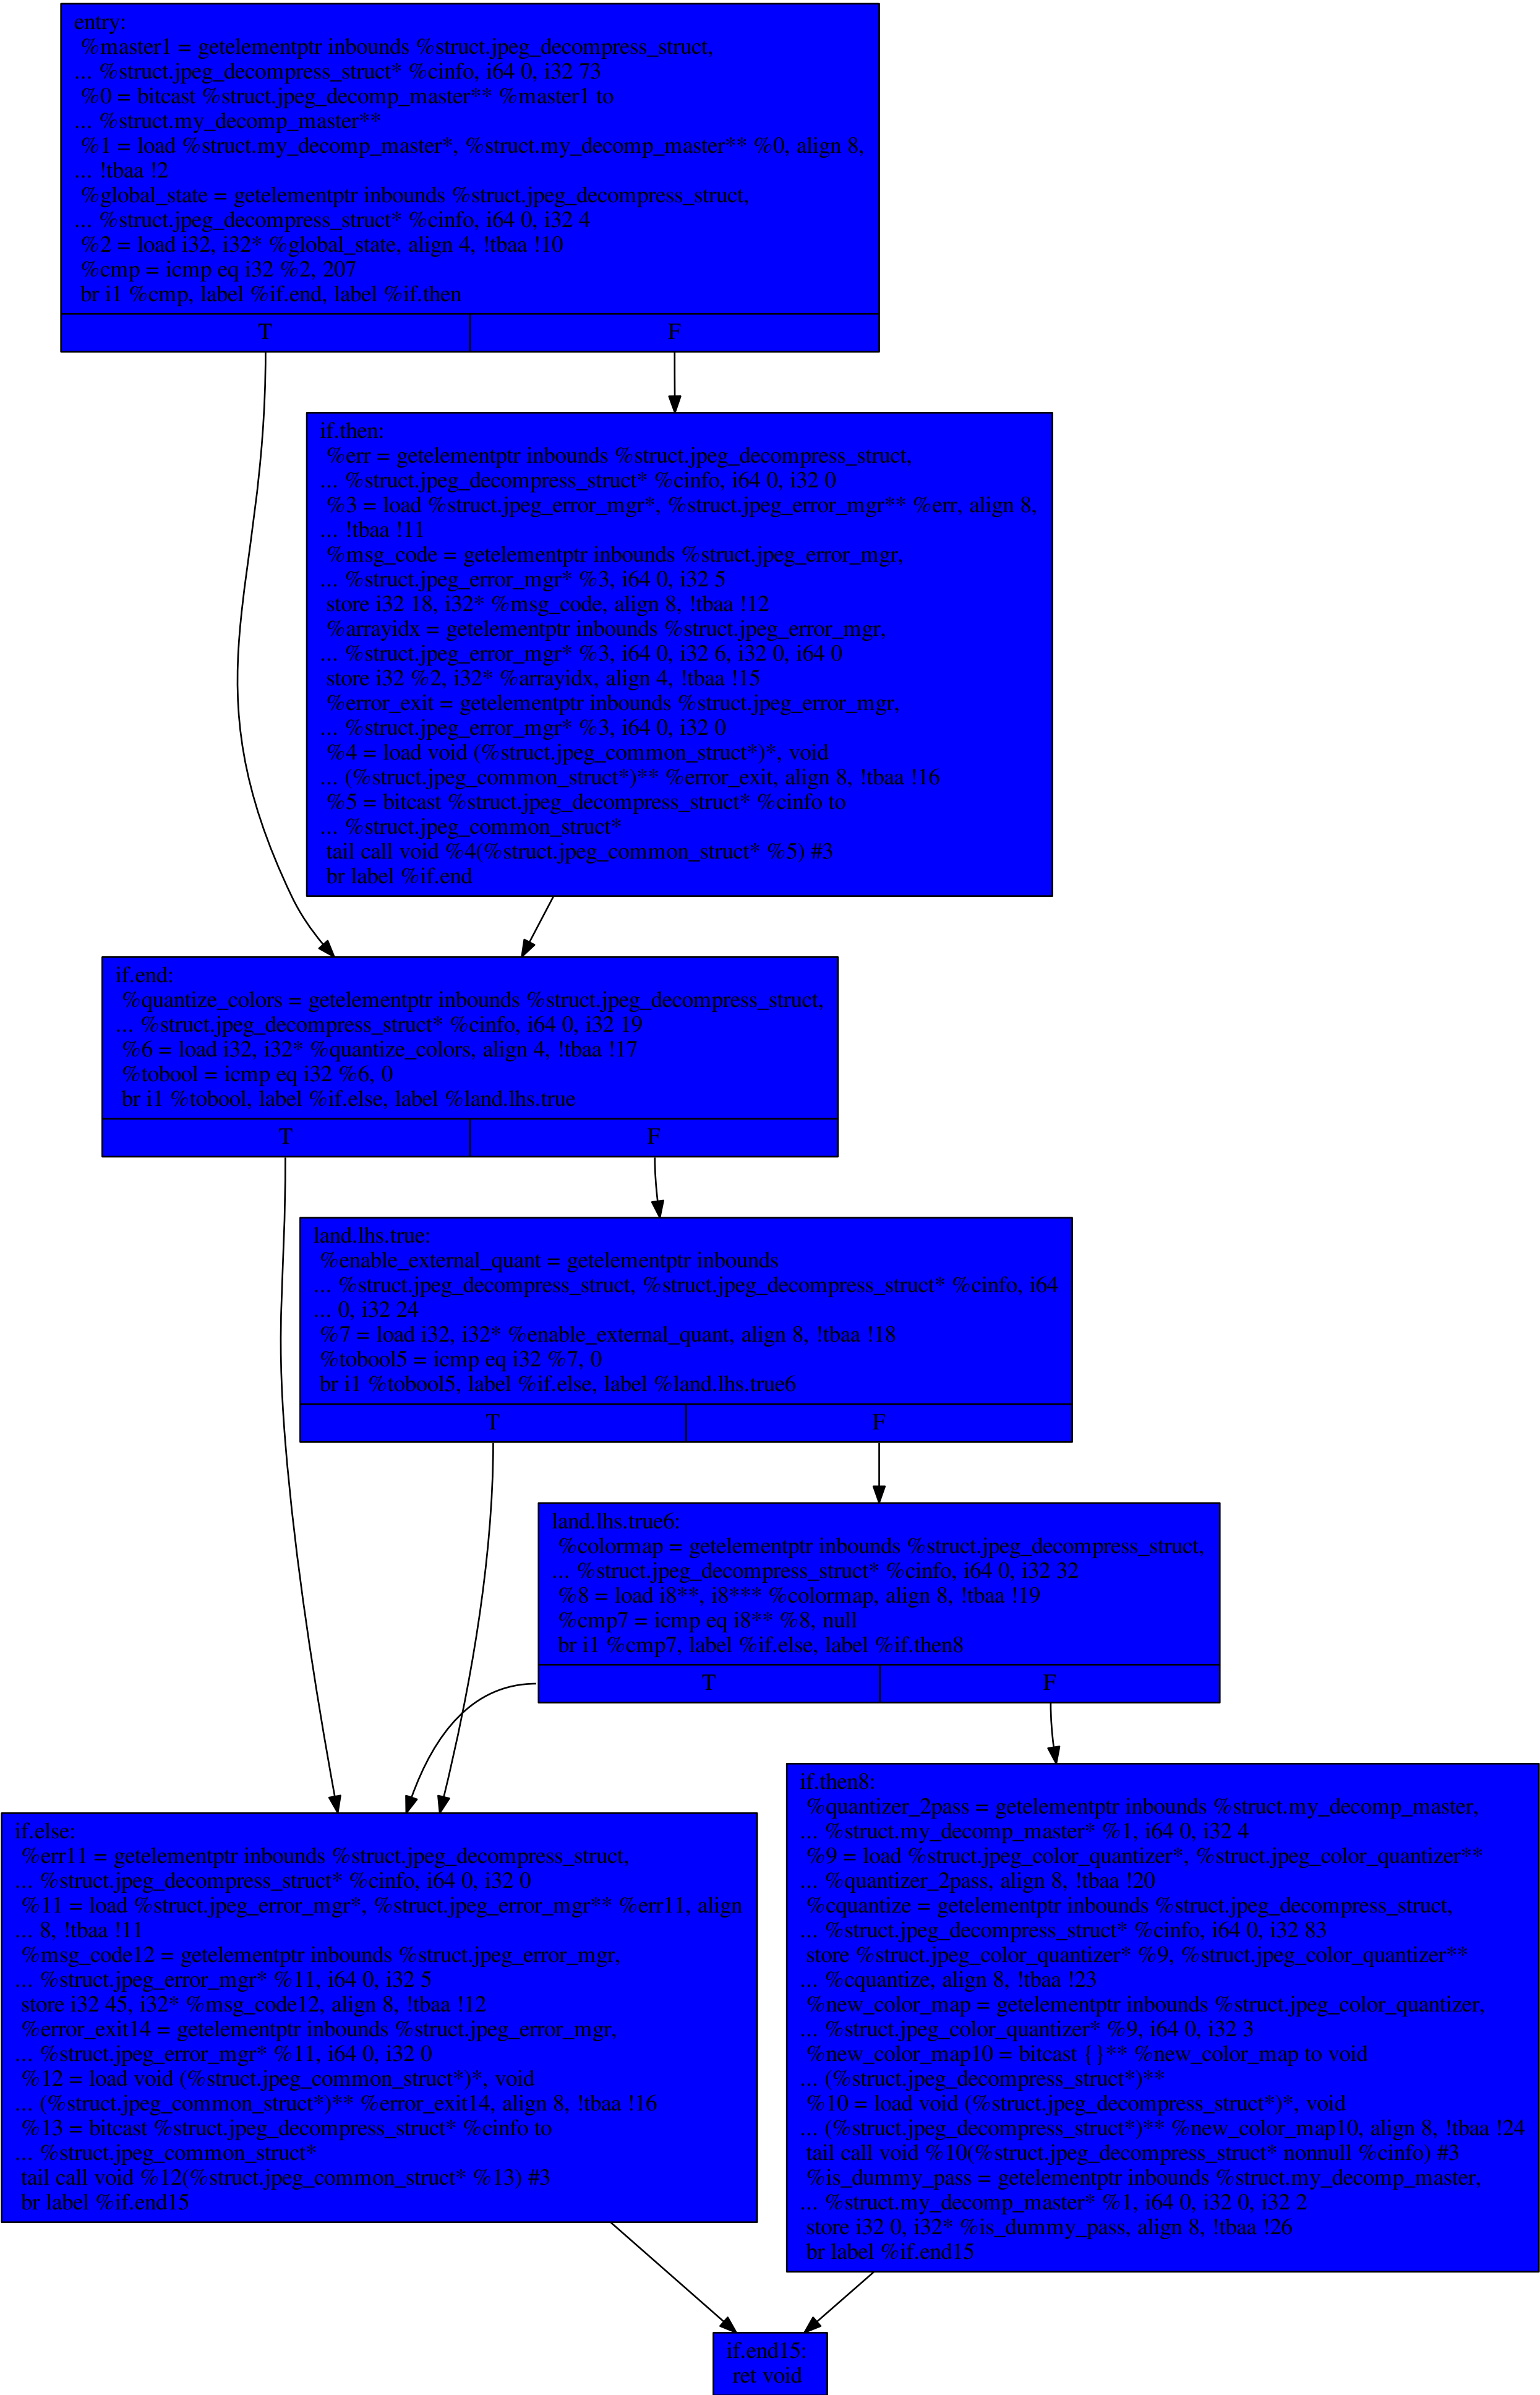 entry:
%master1 = getelementptr inbounds %struct.jpeg_decompress_struct,
... %struct.jpeg_decompress_struct* %cinfo, i64 0, i32 73
%0 = bitcast %struct.jpeg_decomp_master** %master1 to
... %struct.my_decomp_master**
%1 = load %struct.my_decomp_master*, %struct.my_decomp_master** %0, align 8,
... !tbaa !2
%global_state = getelementptr inbounds %struct.jpeg_decompress_struct,
... %struct.jpeg_decompress_struct* %cinfo, i64 0, i32 4
%2 = load i32, i32* %global_state, align 4, !tbaa !10
%cmp = icmp eq i32 %2, 207
br i1 %cmp, label %if.end, label %if.then
T F
if.then:
%err = getelementptr inbounds %struct.jpeg_decompress_struct,
... %struct.jpeg_decompress_struct* %cinfo, i64 0, i32 0
%3 = load %struct.jpeg_error_mgr*, %struct.jpeg_error_mgr** %err, align 8,
... !tbaa !11
%msg_code = getelementptr inbounds %struct.jpeg_error_mgr,
... %struct.jpeg_error_mgr* %3, i64 0, i32 5
store i32 18, i32* %msg_code, align 8, !tbaa !12
%arrayidx = getelementptr inbounds %struct.jpeg_error_mgr,
... %struct.jpeg_error_mgr* %3, i64 0, i32 6, i32 0, i64 0
store i32 %2, i32* %arrayidx, align 4, !tbaa !15
%error_exit = getelementptr inbounds %struct.jpeg_error_mgr,
... %struct.jpeg_error_mgr* %3, i64 0, i32 0
%4 = load void (%struct.jpeg_common_struct*)*, void
... (%struct.jpeg_common_struct*)** %error_exit, align 8, !tbaa !16
%5 = bitcast %struct.jpeg_decompress_struct* %cinfo to
... %struct.jpeg_common_struct*
tail call void %4(%struct.jpeg_common_struct* %5) #3
br label %if.end
if.end:
%quantize_colors = getelementptr inbounds %struct.jpeg_decompress_struct,
... %struct.jpeg_decompress_struct* %cinfo, i64 0, i32 19
%6 = load i32, i32* %quantize_colors, align 4, !tbaa !17
%tobool = icmp eq i32 %6, 0
br i1 %tobool, label %if.else, label %land.lhs.true
T F
land.lhs.true:
%enable_external_quant = getelementptr inbounds
... %struct.jpeg_decompress_struct, %struct.jpeg_decompress_struct* %cinfo, i64
... 0, i32 24
%7 = load i32, i32* %enable_external_quant, align 8, !tbaa !18
%tobool5 = icmp eq i32 %7, 0
br i1 %tobool5, label %if.else, label %land.lhs.true6
T F
land.lhs.true6:
%colormap = getelementptr inbounds %struct.jpeg_decompress_struct,
... %struct.jpeg_decompress_struct* %cinfo, i64 0, i32 32
%8 = load i8**, i8*** %colormap, align 8, !tbaa !19
%cmp7 = icmp eq i8** %8, null
br i1 %cmp7, label %if.else, label %if.then8
T F
if.else:
%err11 = getelementptr inbounds %struct.jpeg_decompress_struct,
... %struct.jpeg_decompress_struct* %cinfo, i64 0, i32 0
%11 = load %struct.jpeg_error_mgr*, %struct.jpeg_error_mgr** %err11, align
... 8, !tbaa !11
%msg_code12 = getelementptr inbounds %struct.jpeg_error_mgr,
... %struct.jpeg_error_mgr* %11, i64 0, i32 5
store i32 45, i32* %msg_code12, align 8, !tbaa !12
%error_exit14 = getelementptr inbounds %struct.jpeg_error_mgr,
... %struct.jpeg_error_mgr* %11, i64 0, i32 0
%12 = load void (%struct.jpeg_common_struct*)*, void
... (%struct.jpeg_common_struct*)** %error_exit14, align 8, !tbaa !16
%13 = bitcast %struct.jpeg_decompress_struct* %cinfo to
... %struct.jpeg_common_struct*
tail call void %12(%struct.jpeg_common_struct* %13) #3
br label %if.end15
if.then8:
%quantizer_2pass = getelementptr inbounds %struct.my_decomp_master,
... %struct.my_decomp_master* %1, i64 0, i32 4
%9 = load %struct.jpeg_color_quantizer*, %struct.jpeg_color_quantizer**
... %quantizer_2pass, align 8, !tbaa !20
%cquantize = getelementptr inbounds %struct.jpeg_decompress_struct,
... %struct.jpeg_decompress_struct* %cinfo, i64 0, i32 83
store %struct.jpeg_color_quantizer* %9, %struct.jpeg_color_quantizer**
... %cquantize, align 8, !tbaa !23
%new_color_map = getelementptr inbounds %struct.jpeg_color_quantizer,
... %struct.jpeg_color_quantizer* %9, i64 0, i32 3
%new_color_map10 = bitcast {}** %new_color_map to void
... (%struct.jpeg_decompress_struct*)**
%10 = load void (%struct.jpeg_decompress_struct*)*, void
... (%struct.jpeg_decompress_struct*)** %new_color_map10, align 8, !tbaa !24
tail call void %10(%struct.jpeg_decompress_struct* nonnull %cinfo) #3
%is_dummy_pass = getelementptr inbounds %struct.my_decomp_master,
... %struct.my_decomp_master* %1, i64 0, i32 0, i32 2
store i32 0, i32* %is_dummy_pass, align 8, !tbaa !26
br label %if.end15
if.end15:
ret void